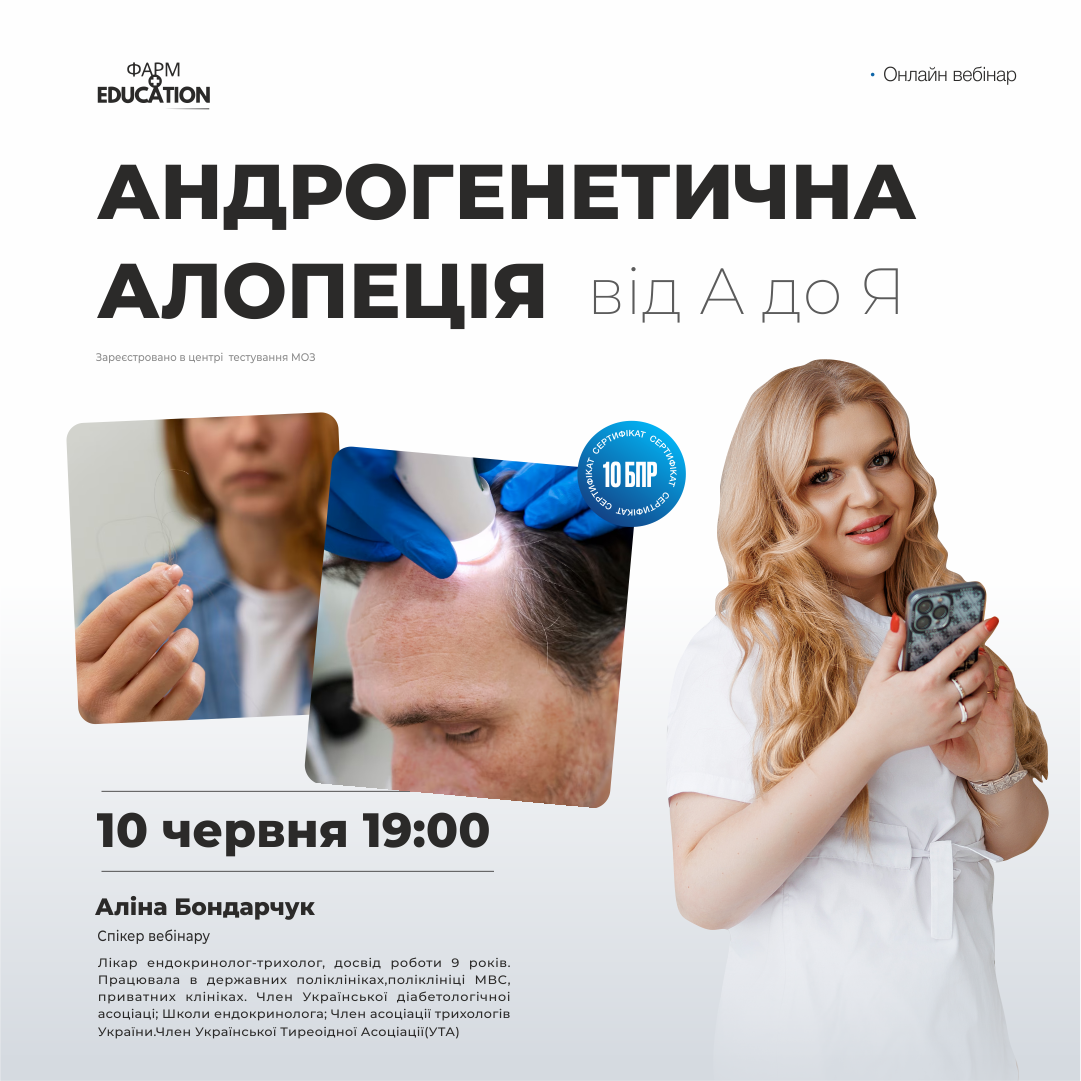 ФАРМ
EDUCATION
• Онлайн вебінар
АНДРОГЕНЕТИЧНА
АЛОПЕЦІЯ від А до Я
Зареєстровано в центрі тестування МОЗ
СЕРТИФІКАТ СЕРТИФІКАТ СЕРТИФІКАТ СЕРТИФІКАТ
10 БПР
10 червня 19:00
Аліна Бондарчук
Спікер вебінару
Лікар ендокринолог-трихолог, досвід роботи 9 років.
Працювала в державних поліклініках,поліклініці МВС,
приватних клініках. Член Української діабетологічної
асоціаці; Школи ендокринолога; Член асоціації трихологів
України.Член Української Тиреоідної Асоціації(УТА)